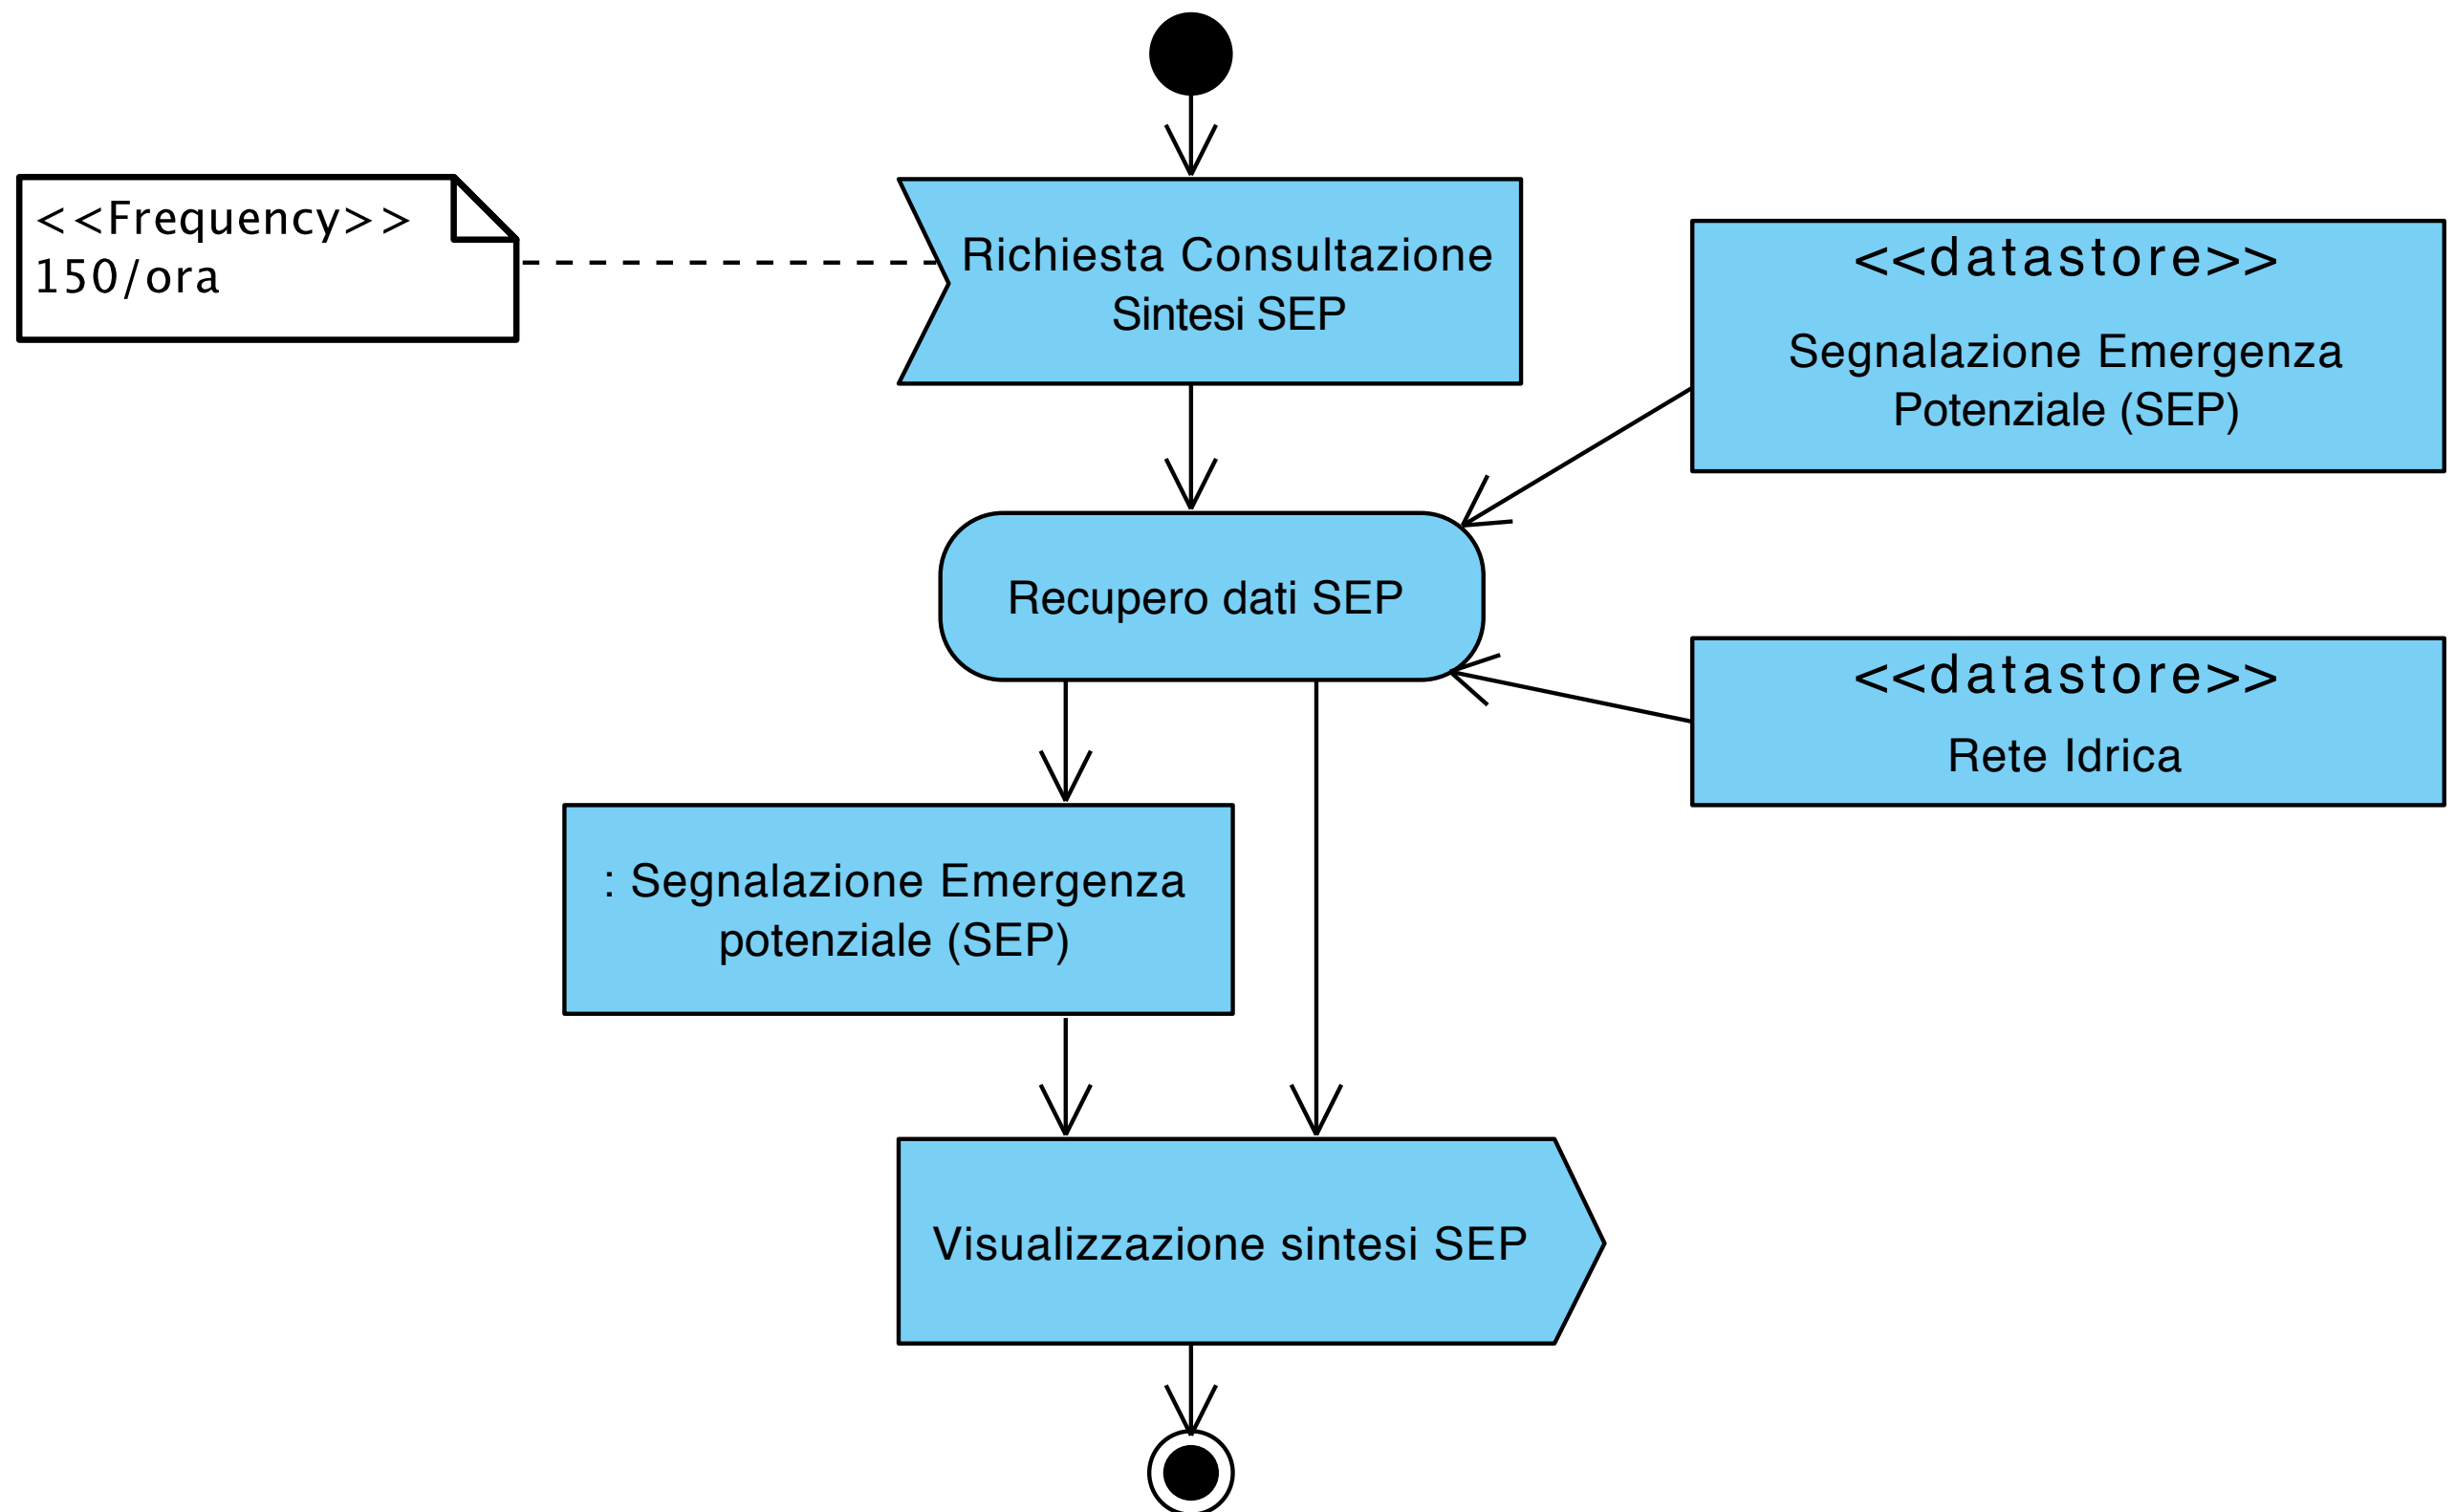 <<Frequency>>
150/ora
Richiesta Consultazione
Sintesi SEP
<<datastore>>
Segnalazione Emergenza
Potenziale (SEP)
Recupero dati SEP
<<datastore>>
Rete Idrica
: Segnalazione Emergenza
potenziale (SEP)
Visualizzazione sintesi SEP